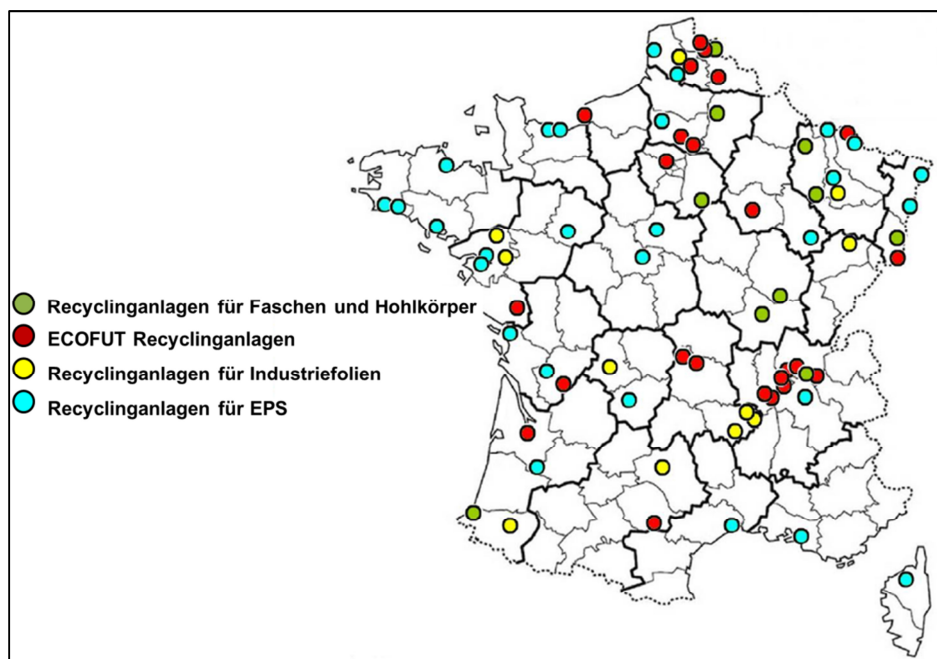 Recyclinganlagen für Faschen und Hohlkörper
ECOFUT Recyclinganlagen
Recyclinganlagen für Industriefolien
Recyclinganlagen für EPS